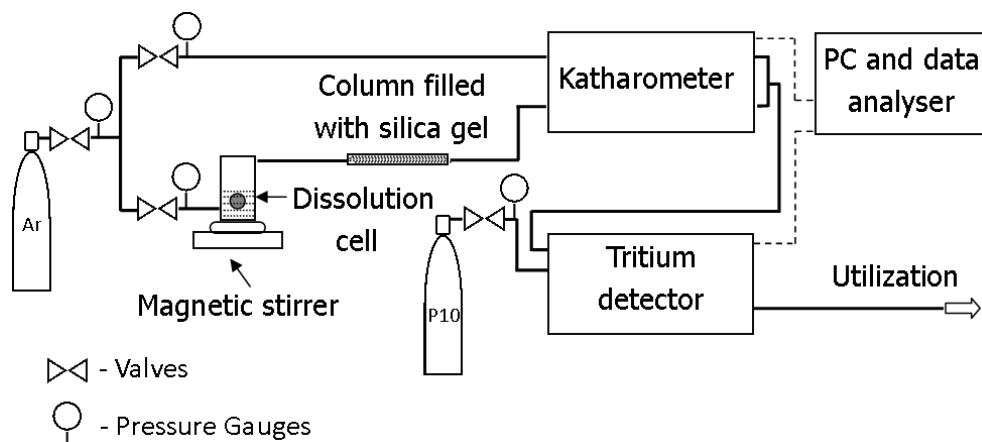 Katharometer
PC and data
analyser
Column filled
with silica gel
Ar
Dissolution
cell
Magnetic stirrer
P10
Tritium
detector
Utilization
- Valves
- Pressure Gauges